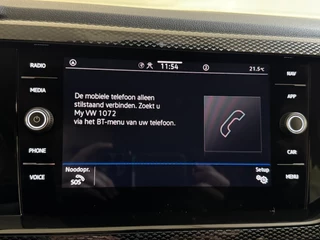 RADIO
MEDIA
PHONE
VOICE
11:54
21.5°C
De mobiele telefoon alleen
stilstaand verbinden. Zoekt u
My VW 1072
via het BT-menu van uw telefoon.
Noodopr.
SOS
Setup
NAV
APP
CAR
MENU